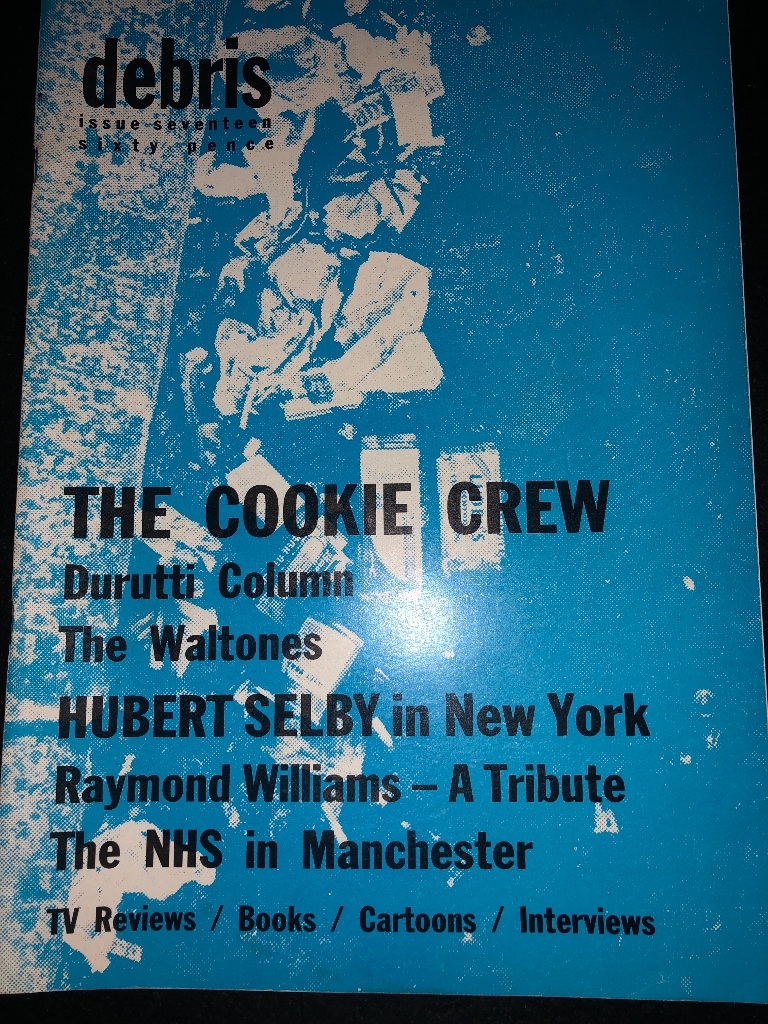 debris
issue seventeen
sixty pence
THE COOKIE CREW
Durutti Column
The Waltones
HUBERT SELBY in New York
Raymond Williams – A Tribute
The NHS in Manchester
TV Reviews / Books / Cartoons / Interviews